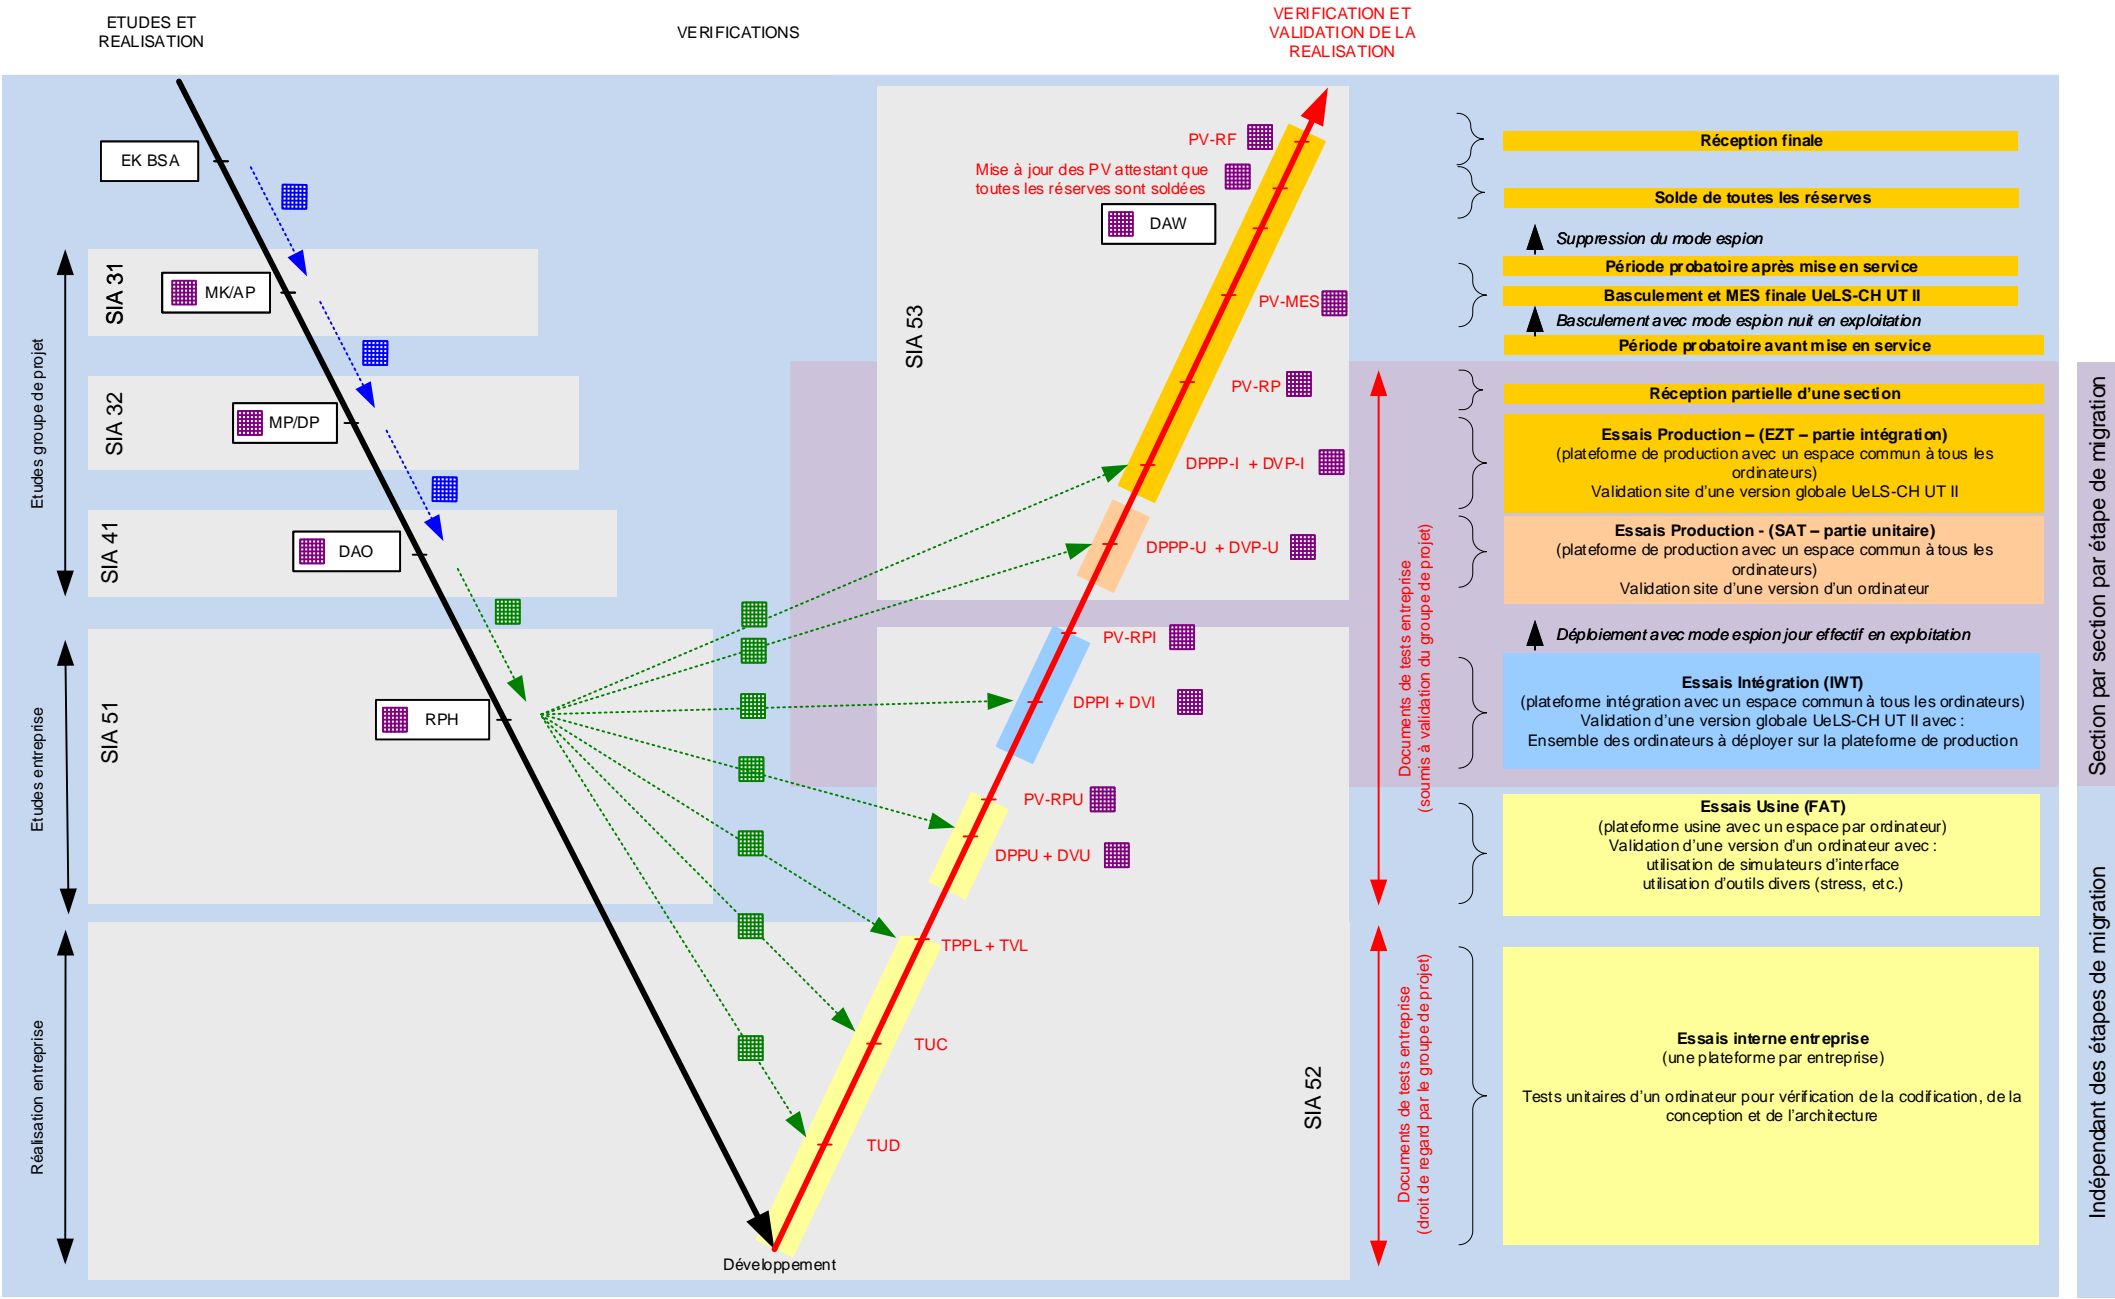 ETUDES ET
REALISATION
VERIFICATIONS
VERIFICATION ET
VALIDATION DE LA
REALISATION
EK BSA
SIA 31
MK/AP
SIA 32
MP/DP
SIA 41
DAO
SIA 51
RPH
Etudes groupe de projet
Etudes entreprise
Réalisation entreprise
Développement
SIA 53
PV-RF
Mise à jour des PV attestant que
toutes les réserves sont soldées
DAW
PV-MES
PV-RP
DPPP-I + DVP-I
DPPP-U + DVP-U
PV-RPI
DPPI + DVI
PV-RPU
DPPU + DVU
TPPL + TVL
TUC
TUD
SIA 52
Documents de test entreprise
(soumis à validation du groupe de projet)
Documents de tests entreprise
(droit de regard par le groupe de projet)
Réception finale
Solde de toutes les réserves
Suppression du mode espion
Période probatoire après mise en service
Basculement et MES finale UeLS-CH UT II
Basculement avec mode espion nuit en exploitation
Période probatoire avant mise en service
Réception partielle d'une section
Essais Production – (EZT – partie intégration)
(plateforme de production avec un espace commun à tous les
ordinateurs)
Validation site d'une version globale UeLS-CH UT II
Essais Production - (SAT – partie unitaire)
(plateforme de production avec un espace commun à tous les
ordinateurs)
Validation site d'une version d'un ordinateur
Déploiement avec mode espion jour effectif en exploitation
Essais Intégration (IWT)
(plateforme intégration avec un espace commun à tous les ordinateurs)
Validation d'une version globale UeLS-CH UT II avec :
Ensemble des ordinateurs à déployer sur la plateforme de production
Essais Usine (FAT)
(plateforme usine avec un espace par ordinateur)
Validation d'une version d'un ordinateur avec :
utilisation de simulateurs d'interface
utilisation d'outils divers (stress, etc.)
Essais interne entreprise
(une plateforme par entreprise)
Tests unitaires d'un ordinateur pour vérification de la codification, de la
conception et de l'architecture
Section par section par étape de migration
Indépendant des étapes de migration